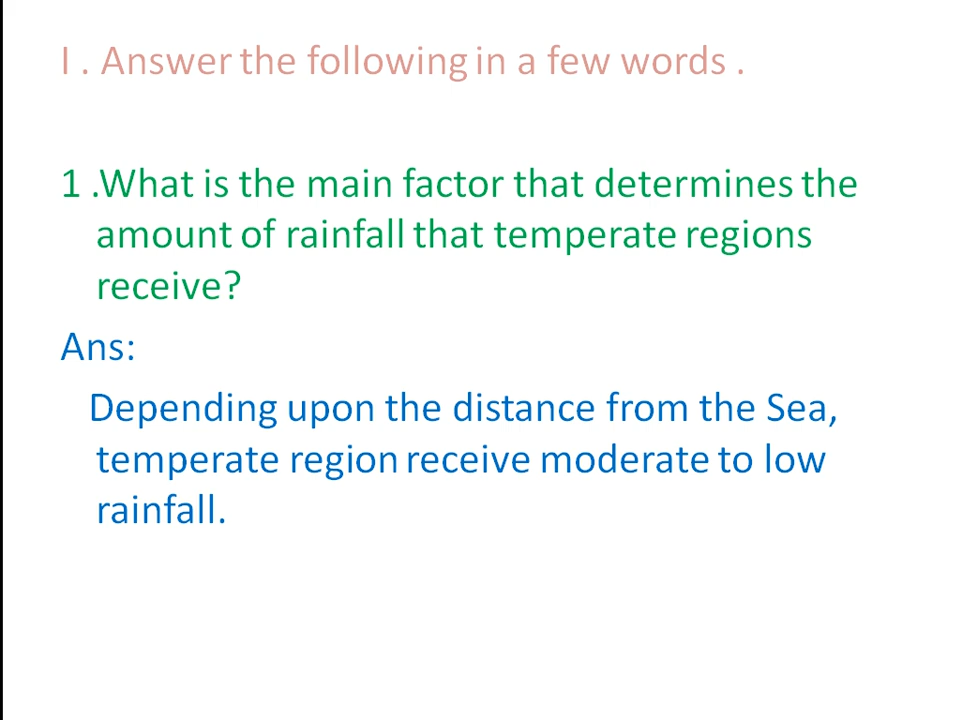 I . Answer the following in a few words .
1 .What is the main factor that determines the
amount of rainfall that temperate regions
receive?
Ans:
Depending upon the distance from the Sea,
temperate region receive moderate to low
rainfall.